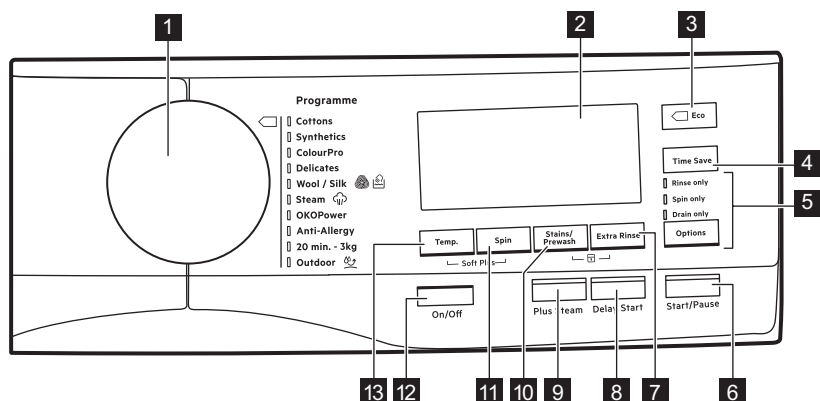 1
2
3
Programme
Cottons
Synthetics
ColourPro
Delicates
Wool / Silk
Steam
OKOPower
Anti-Allergy
20 min. - 3kg
Outdoor
Eco
Time Save
4
Rinse only
Spin only
Drain only
Options
5
Temp.
Spin
Stains/
Prewash
Extra Rinse
Soft Plus
On/Off
Plus Steam
Delay Start
Start/Pause
13
12
11
10
9
8
7
6